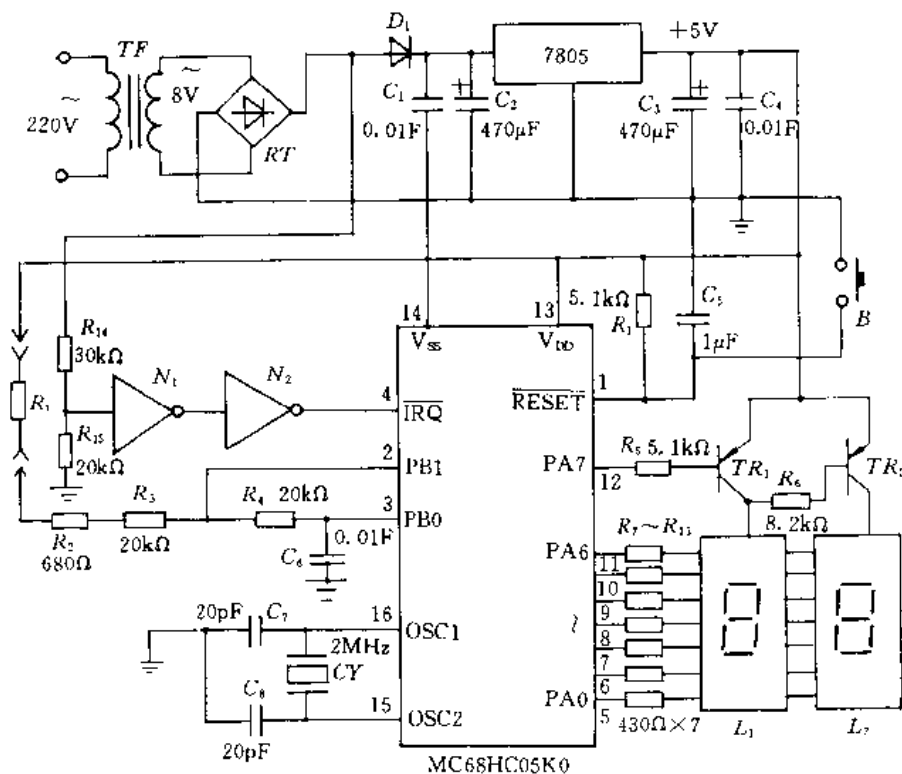 D₁
7805
+5V
TF
~
8V
~
220V
RT
C₁
0.01F
C₂
470μF
C₃
470μF
C₄
0.01F
R₁₄
30kΩ
N₁
N₂
R₁₅
20kΩ
14
V_SS
13
V_DD
5.1kΩ
R₁
C₅
1μF
B
4
IRQ
1
RESET
2
PB1
3
PB0
R₂
680Ω
R₃
20kΩ
R₄
20kΩ
C₆
0.01F
PA7
12
R₅
5.1kΩ
TR₁
R₆
8.2kΩ
PA6
11
10
9
~
8
7
6
PA0
5
R₇~R₁₃
430Ω×7
20pF
C₇
16
OSC1
2MHz
CY
C₈
20pF
15
OSC2
L₁
MC68HC05K0